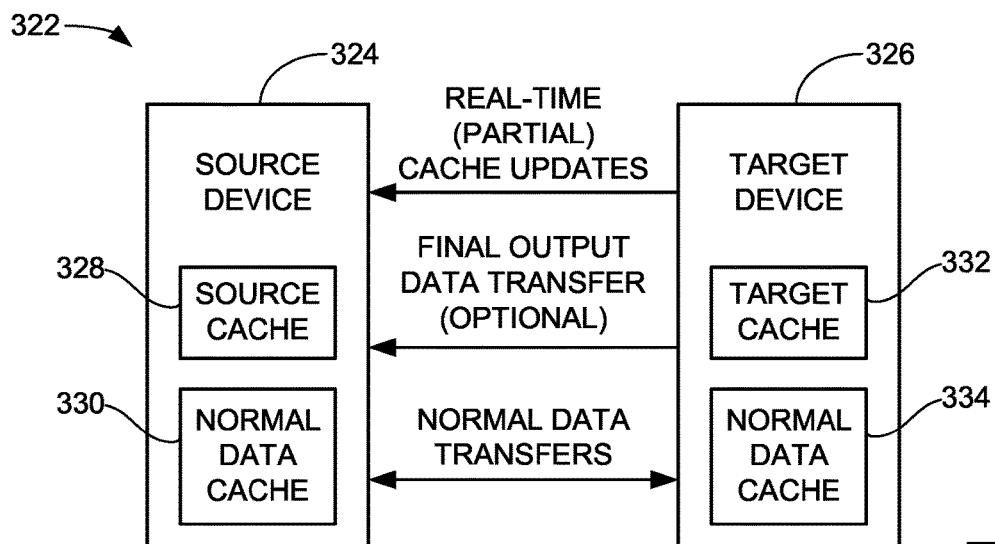 322
324
326
SOURCE
DEVICE
REAL-TIME
(PARTIAL)
CACHE UPDATES
TARGET
DEVICE
328
SOURCE
CACHE
FINAL OUTPUT
DATA TRANSFER
(OPTIONAL)
TARGET
CACHE
332
330
NORMAL
DATA
CACHE
NORMAL DATA
TRANSFERS
NORMAL
DATA
CACHE
334